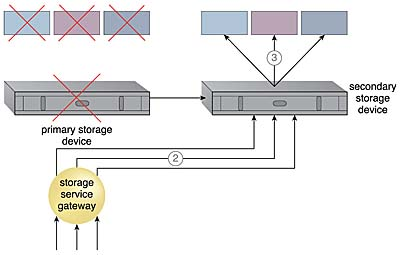 3
secondary
storage
device
primary storage
device
2
storage
service
gateway